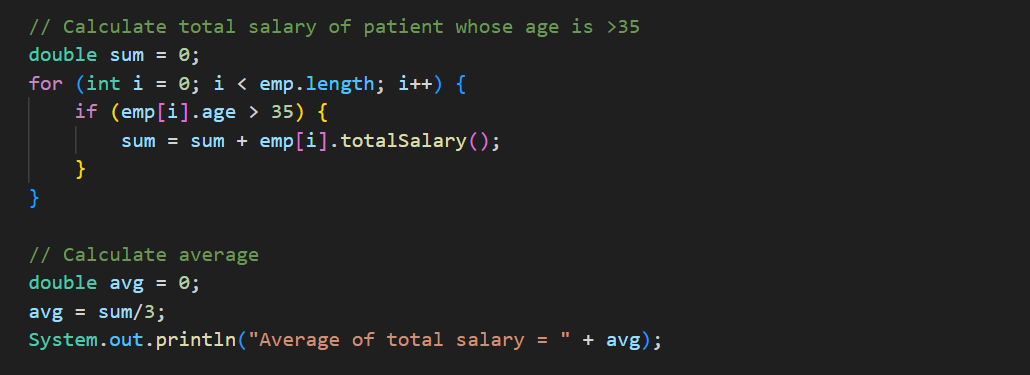 // Calculate total salary of patient whose age is >35
double sum = 0;
for (int i = 0; i < emp.length; i++) {
    if (emp[i].age > 35) {
        sum = sum + emp[i].totalSalary();
    }
}

// Calculate average
double avg = 0;
avg = sum/3;
System.out.println("Average of total salary = " + avg);